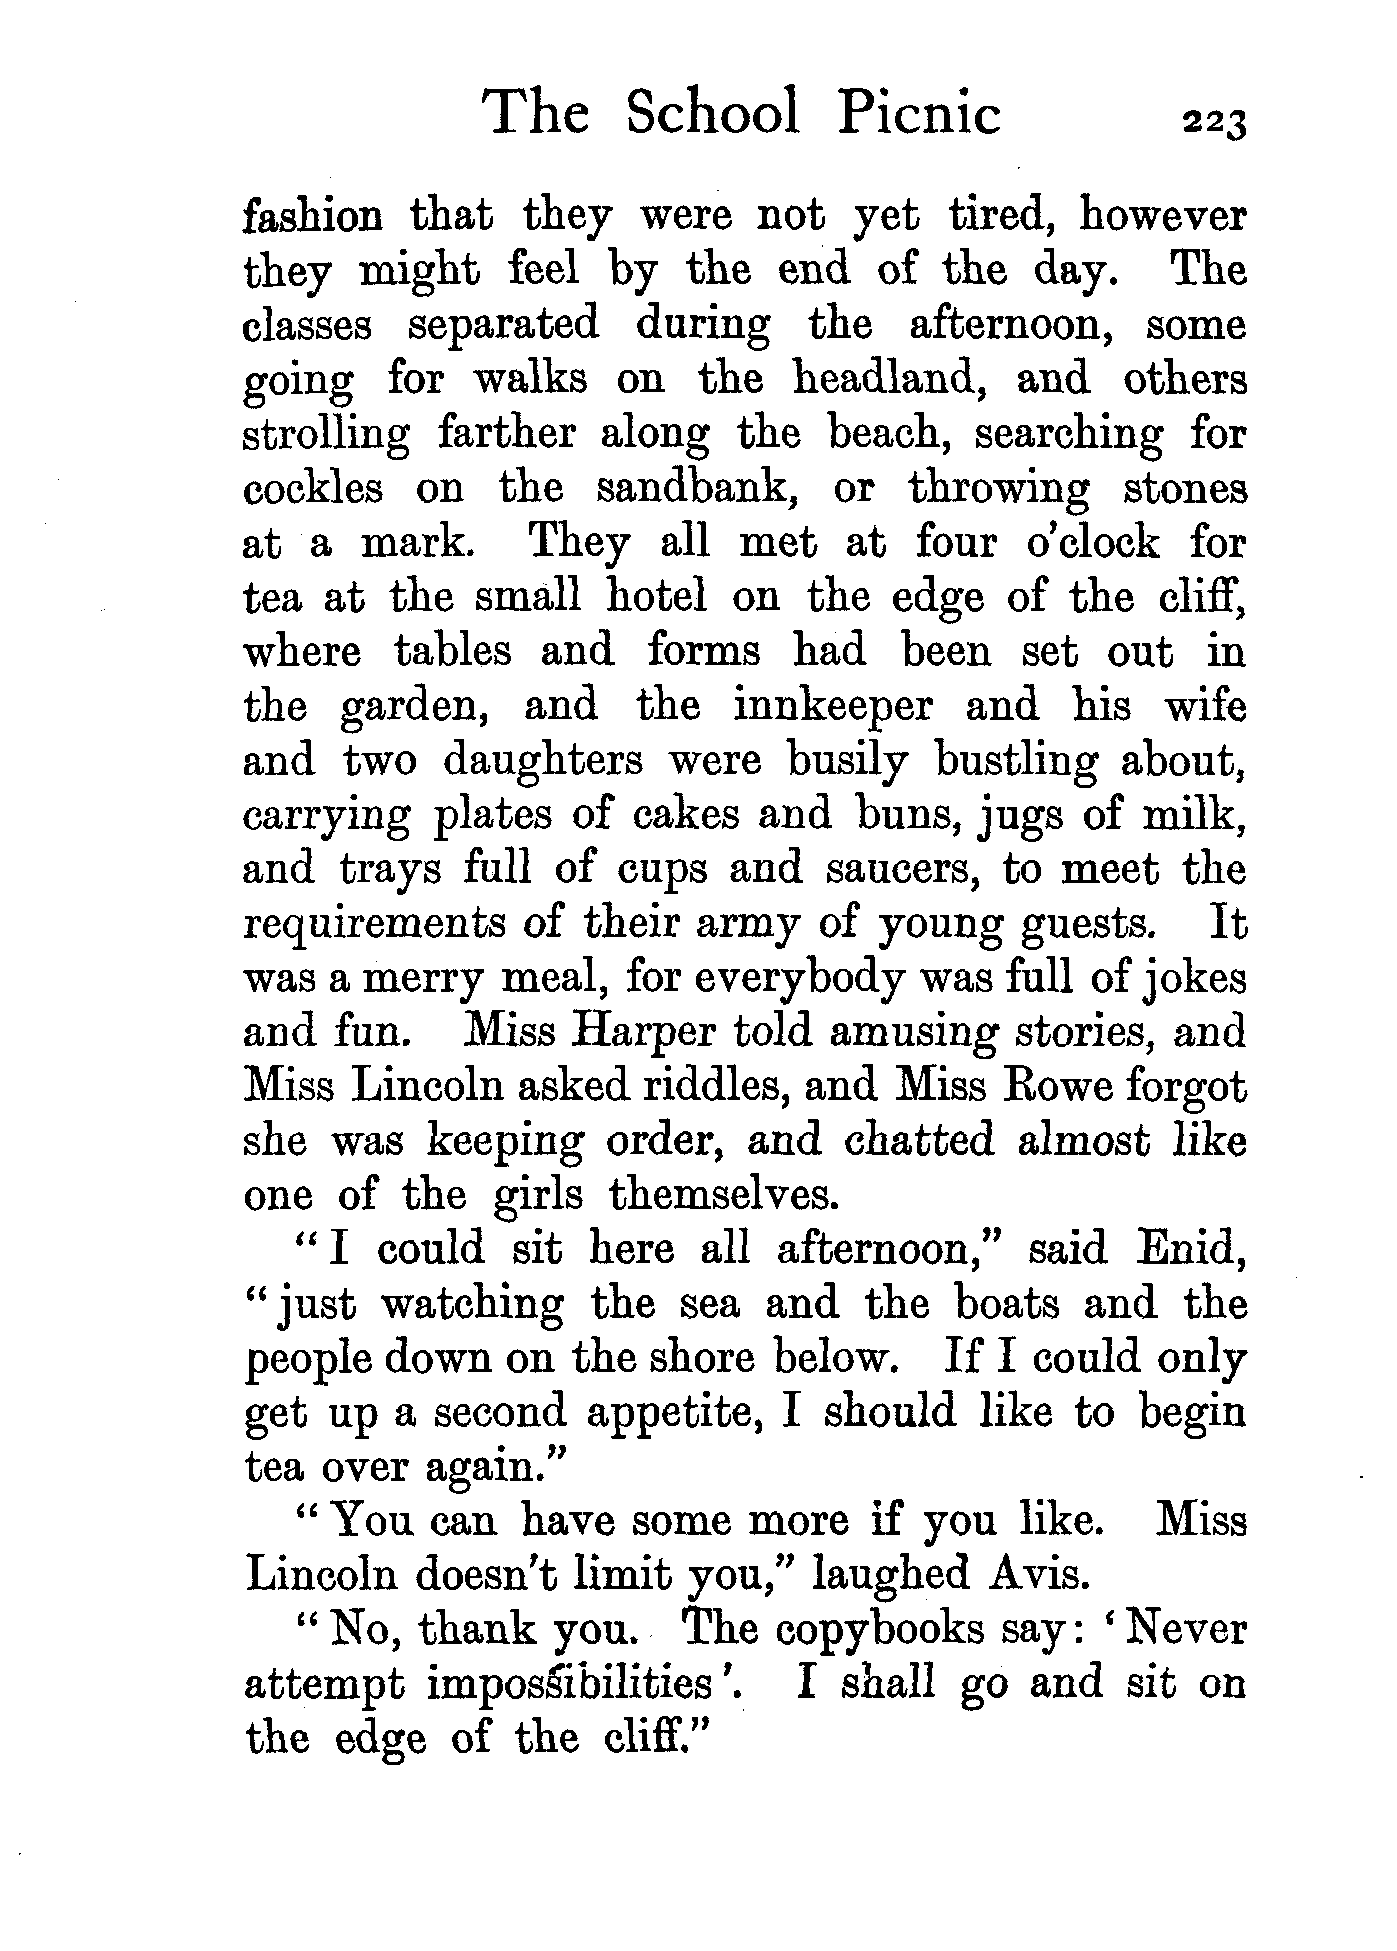 The School Picnic 223
fashion that they were not yet tired, however
they might feel by the end of the day. The
classes separated during the afternoon, some
going for walks on the headland, and others
strolling farther along the beach, searching for
cockles on the sandbank, or throwing stones
at a mark. They all met at four o'clock for
tea at the small hotel on the edge of the cliff,
where tables and forms had been set out in
the garden, and the innkeeper and his wife
and two daughters were busily bustling about,
carrying plates of cakes and buns, jugs of milk,
and trays full of cups and saucers, to meet the
requirements of their army of young guests. It
was a merry meal, for everybody was full of jokes
and fun. Miss Harper told amusing stories, and
Miss Lincoln asked riddles, and Miss Rowe forgot
she was keeping order, and chatted almost like
one of the girls themselves.
“I could sit here all afternoon,” said Enid,
“just watching the sea and the boats and the
people down on the shore below. If I could only
get up a second appetite, I should like to begin
tea over again.”
“You can have some more if you like. Miss
Lincoln doesn't limit you,” laughed Avis.
“No, thank you. The copybooks say: ‘Never
attempt impossibilities’. I shall go and sit on
the edge of the cliff.”